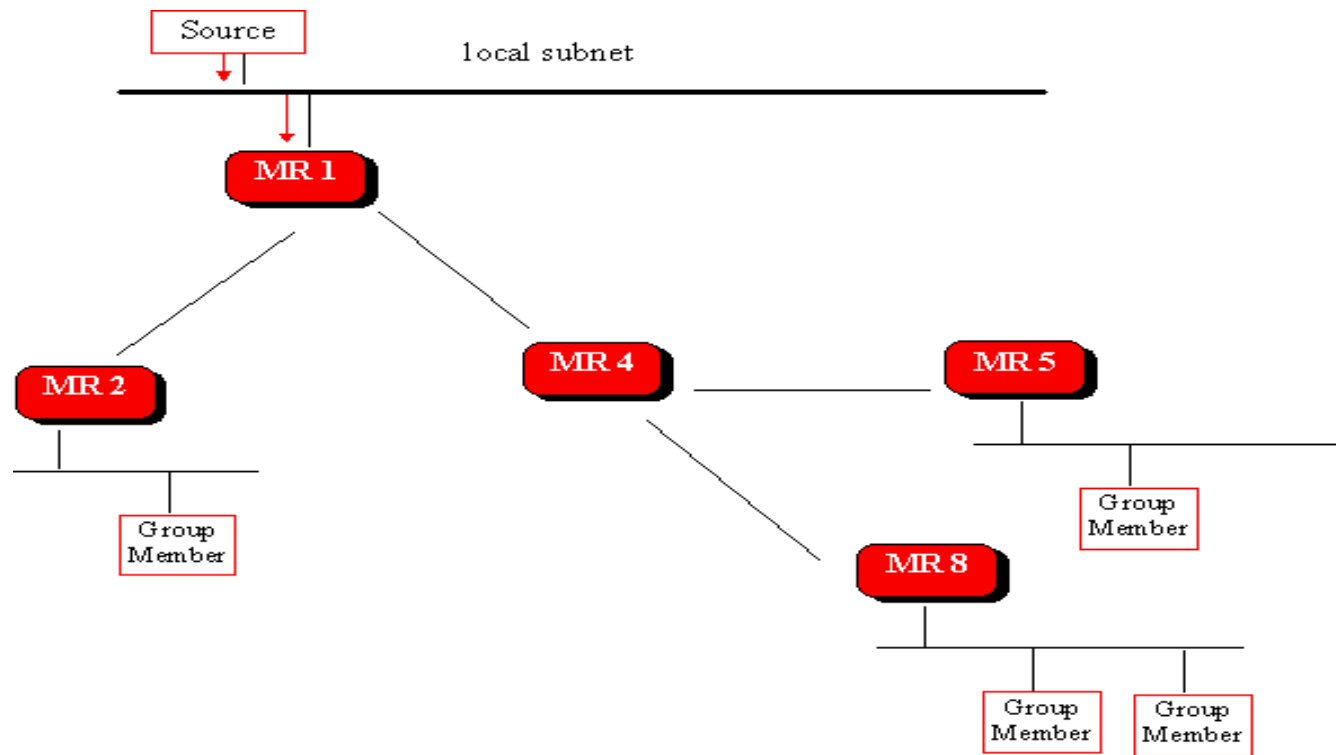 Source
local subnet
MR 1
MR 2
MR 4
MR 5
Group
Member
Group
Member
MR 8
Group
Member
Group
Member